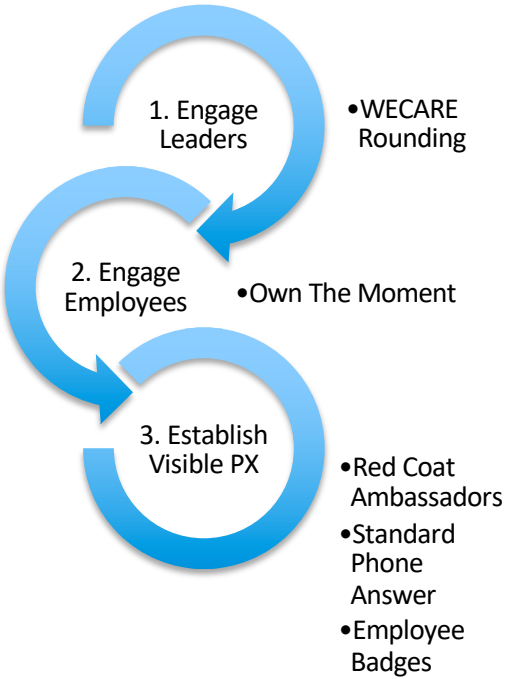 1. Engage
Leaders
•WECARE
Rounding
2. Engage
Employees
•Own The Moment
3. Establish
Visible PX
•Red Coat
Ambassadors
•Standard
Phone
Answer
•Employee
Badges